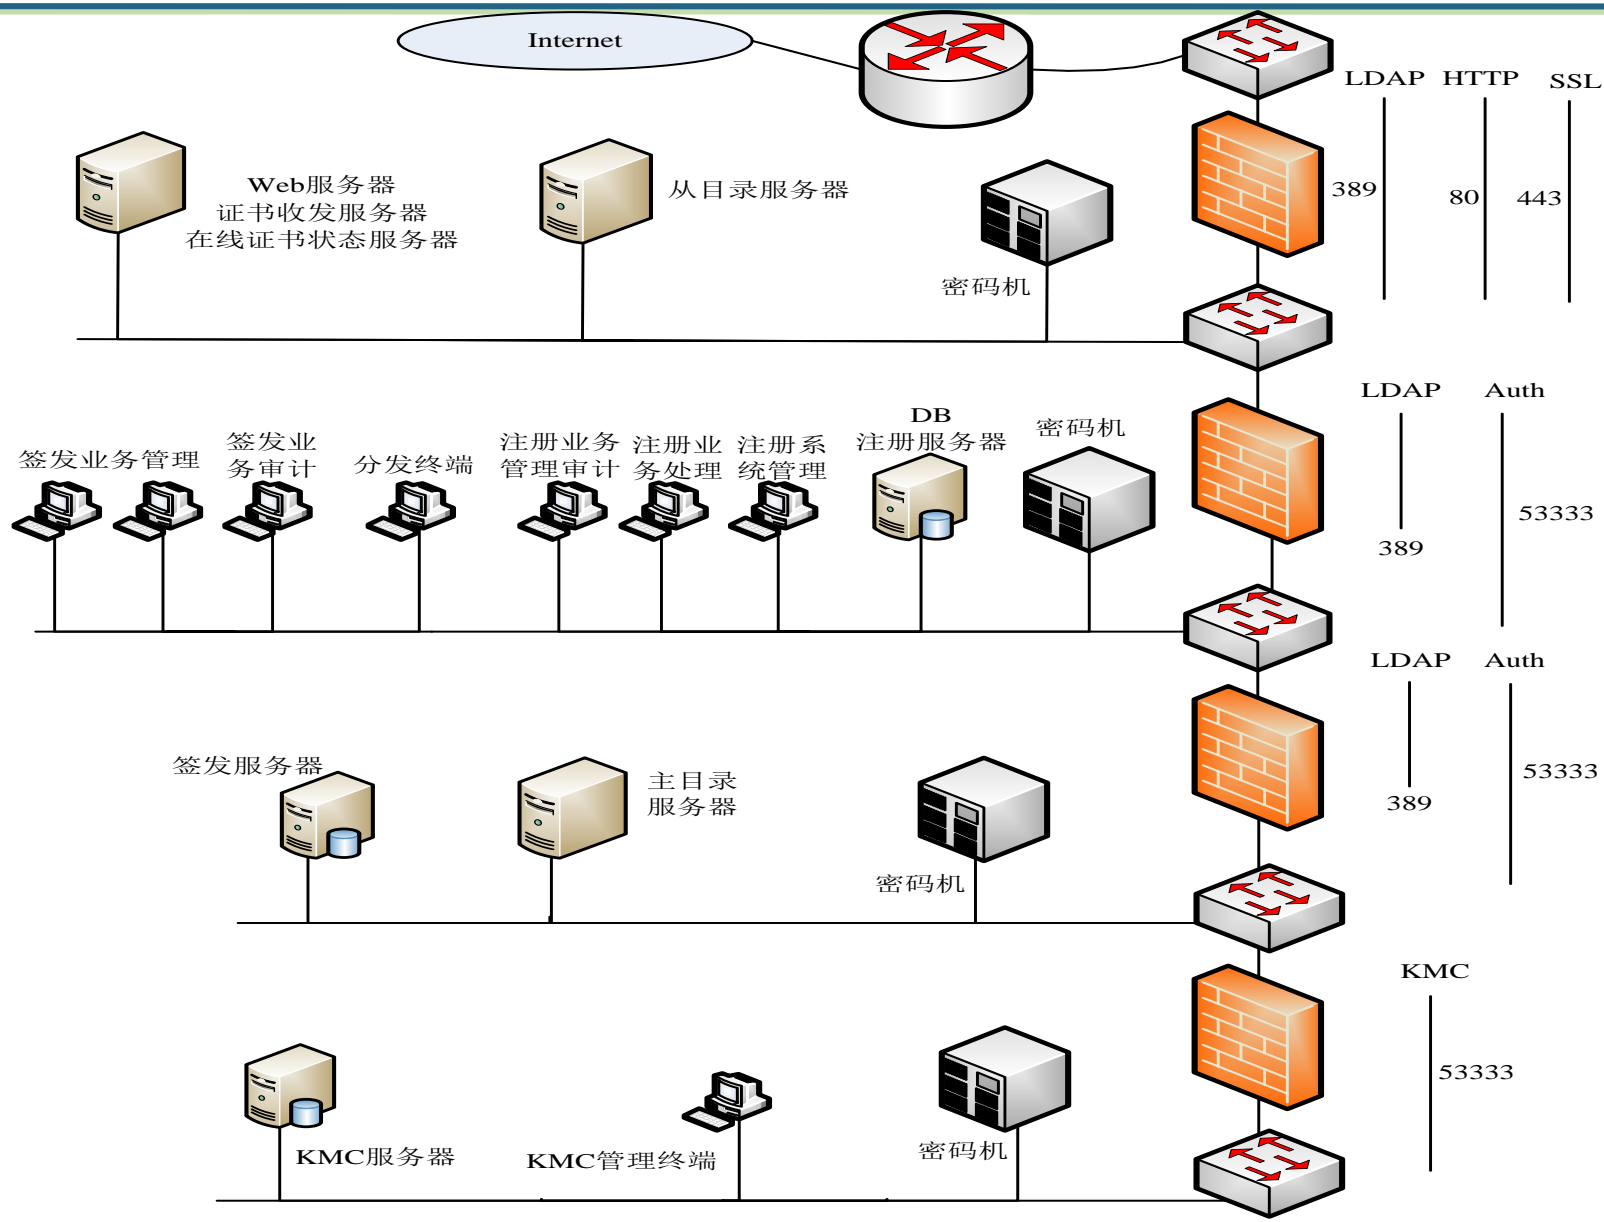 Internet
LDAP HTTP SSL
Web服务器
证书收发服务器
在线证书状态服务器
从目录服务器
389
80
443
密码机
LDAP Auth
签发业务管理
签发业
务审计
分发终端
注册业务
管理审计
注册业
务处理
注册系
统管理
DB
注册服务器
密码机
53333
389
LDAP Auth
签发服务器
主目录
服务器
密码机
53333
389
KMC
KMC服务器
KMC管理终端
密码机
53333